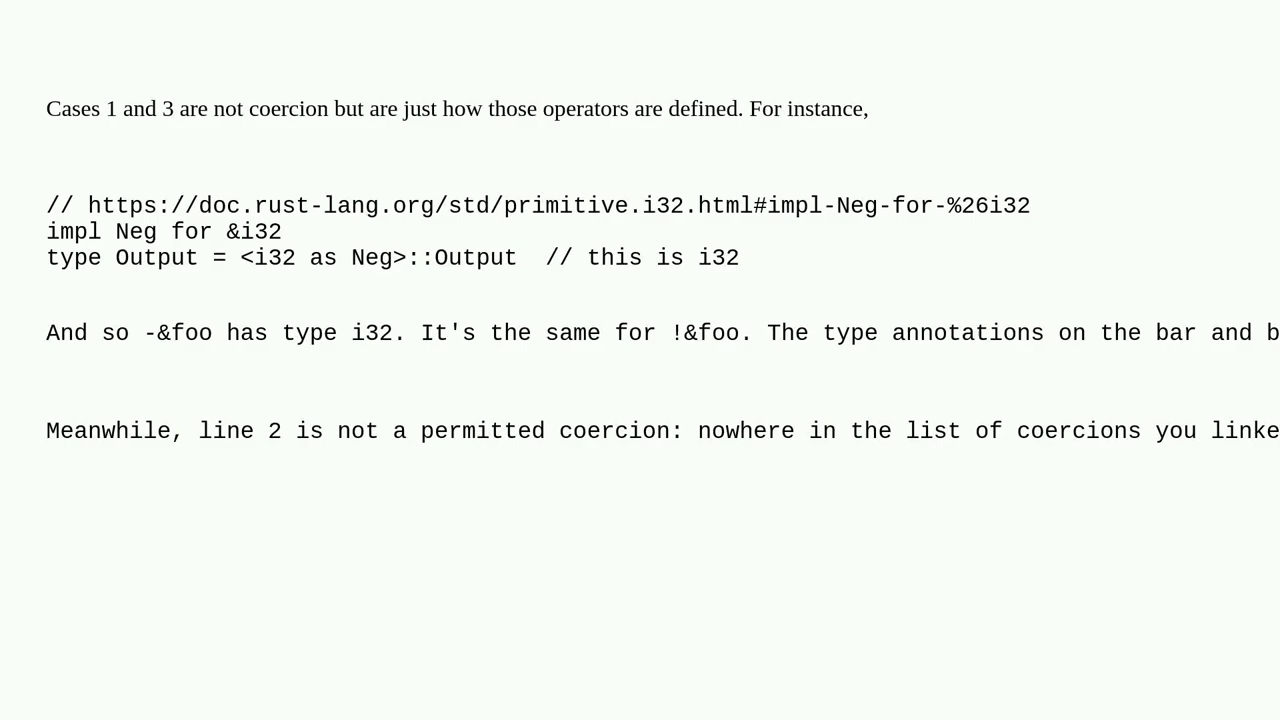 Cases 1 and 3 are not coercion but are just how those operators are defined. For instance,
// https://doc.rust-lang.org/std/primitive.i32.html#impl-Neg-for-%26i32
impl Neg for &i32
type Output = <i32 as Neg>::Output  // this is i32
And so -&foo has type i32. It's the same for !&foo. The type annotations on the bar and
Meanwhile, line 2 is not a permitted coercion: nowhere in the list of coercions you